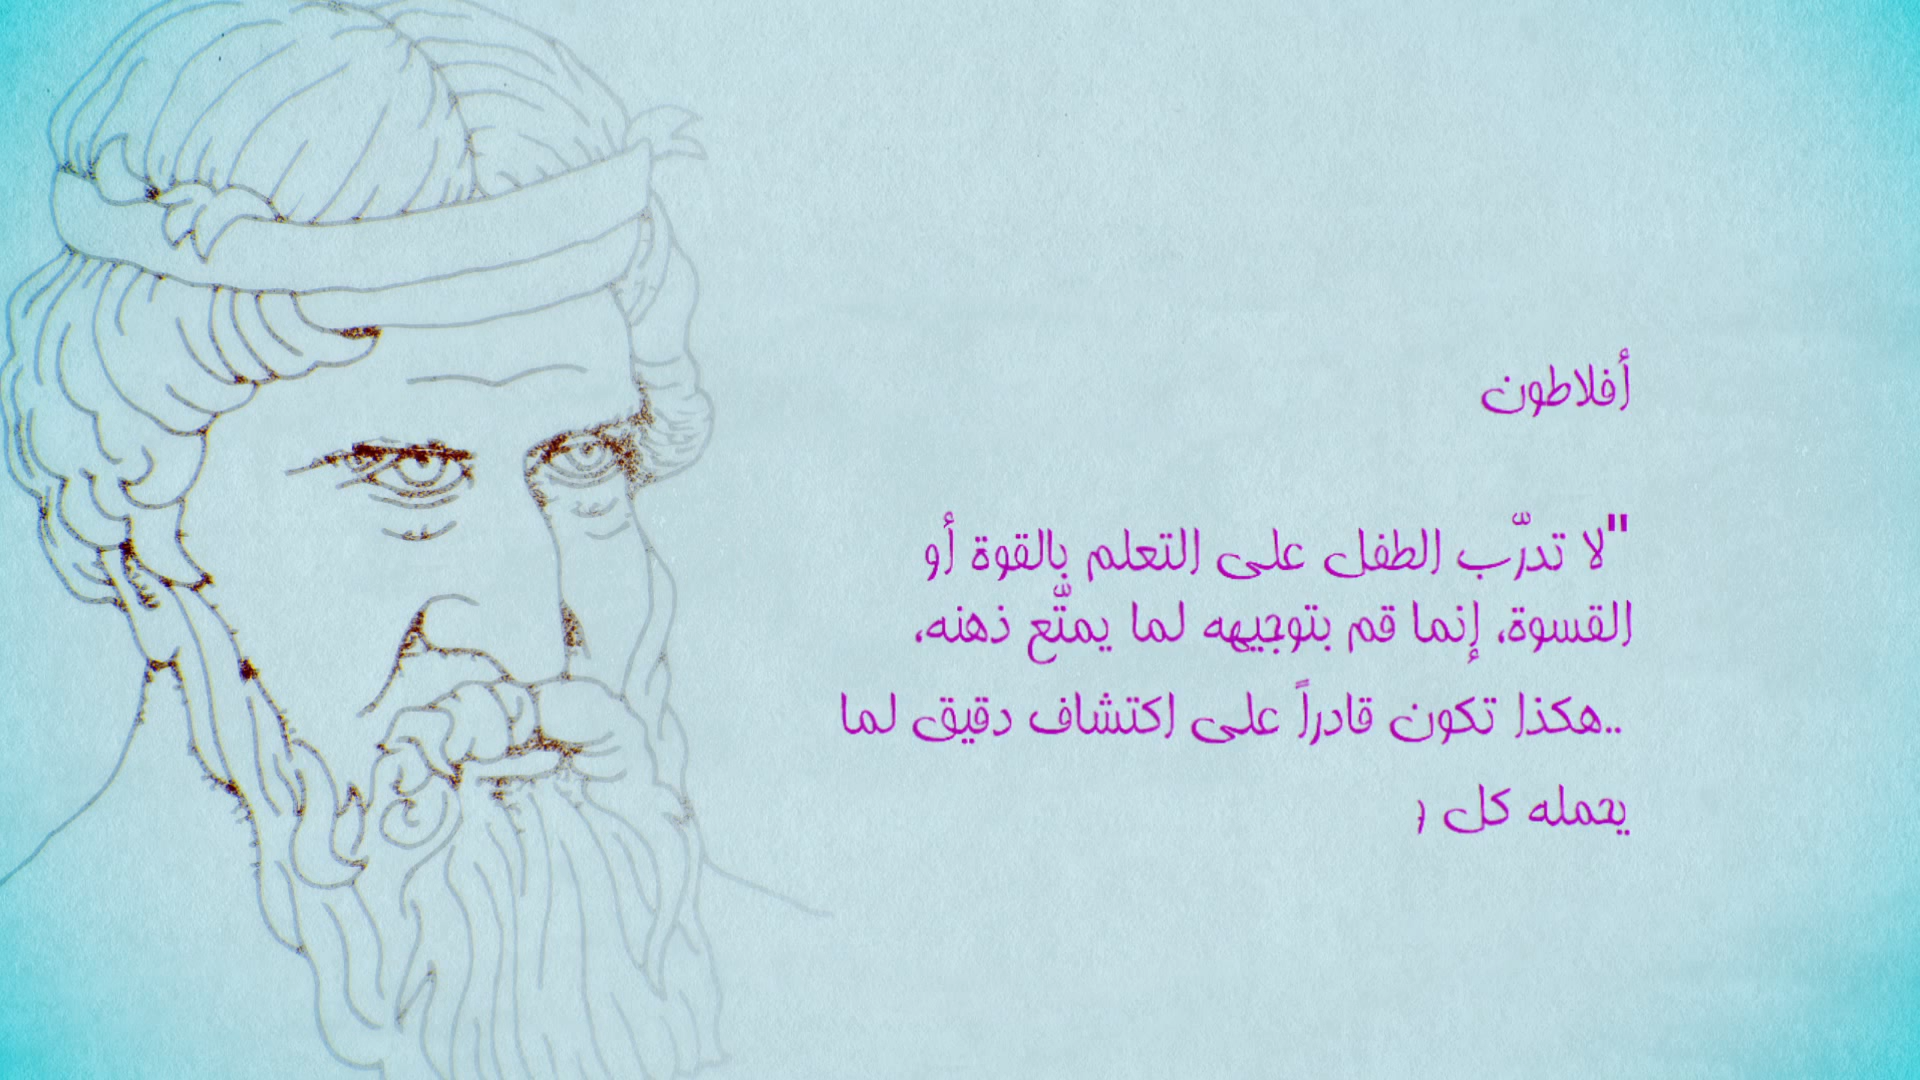 أفلاطون
"لا تدرّب الطفل على التعلم بالقوة أو
القسوة، إنما قم بتوجيهه لما يمتّع ذهنه،
..هكذا تكون قادراً على اكتشاف دقيق لما
يحمله كل